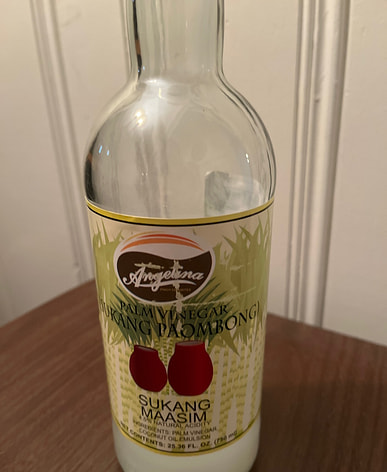 Angelina
PALM VINEGAR
SUKANG PAOMBONG
SUKANG
MAASIM
NATURAL ACIDITY
INGREDIENTS: PALM VINEGAR,
COCONUT OIL EMULSION
NET CONTENTS: 25.36 FL. OZ. (750 ml)